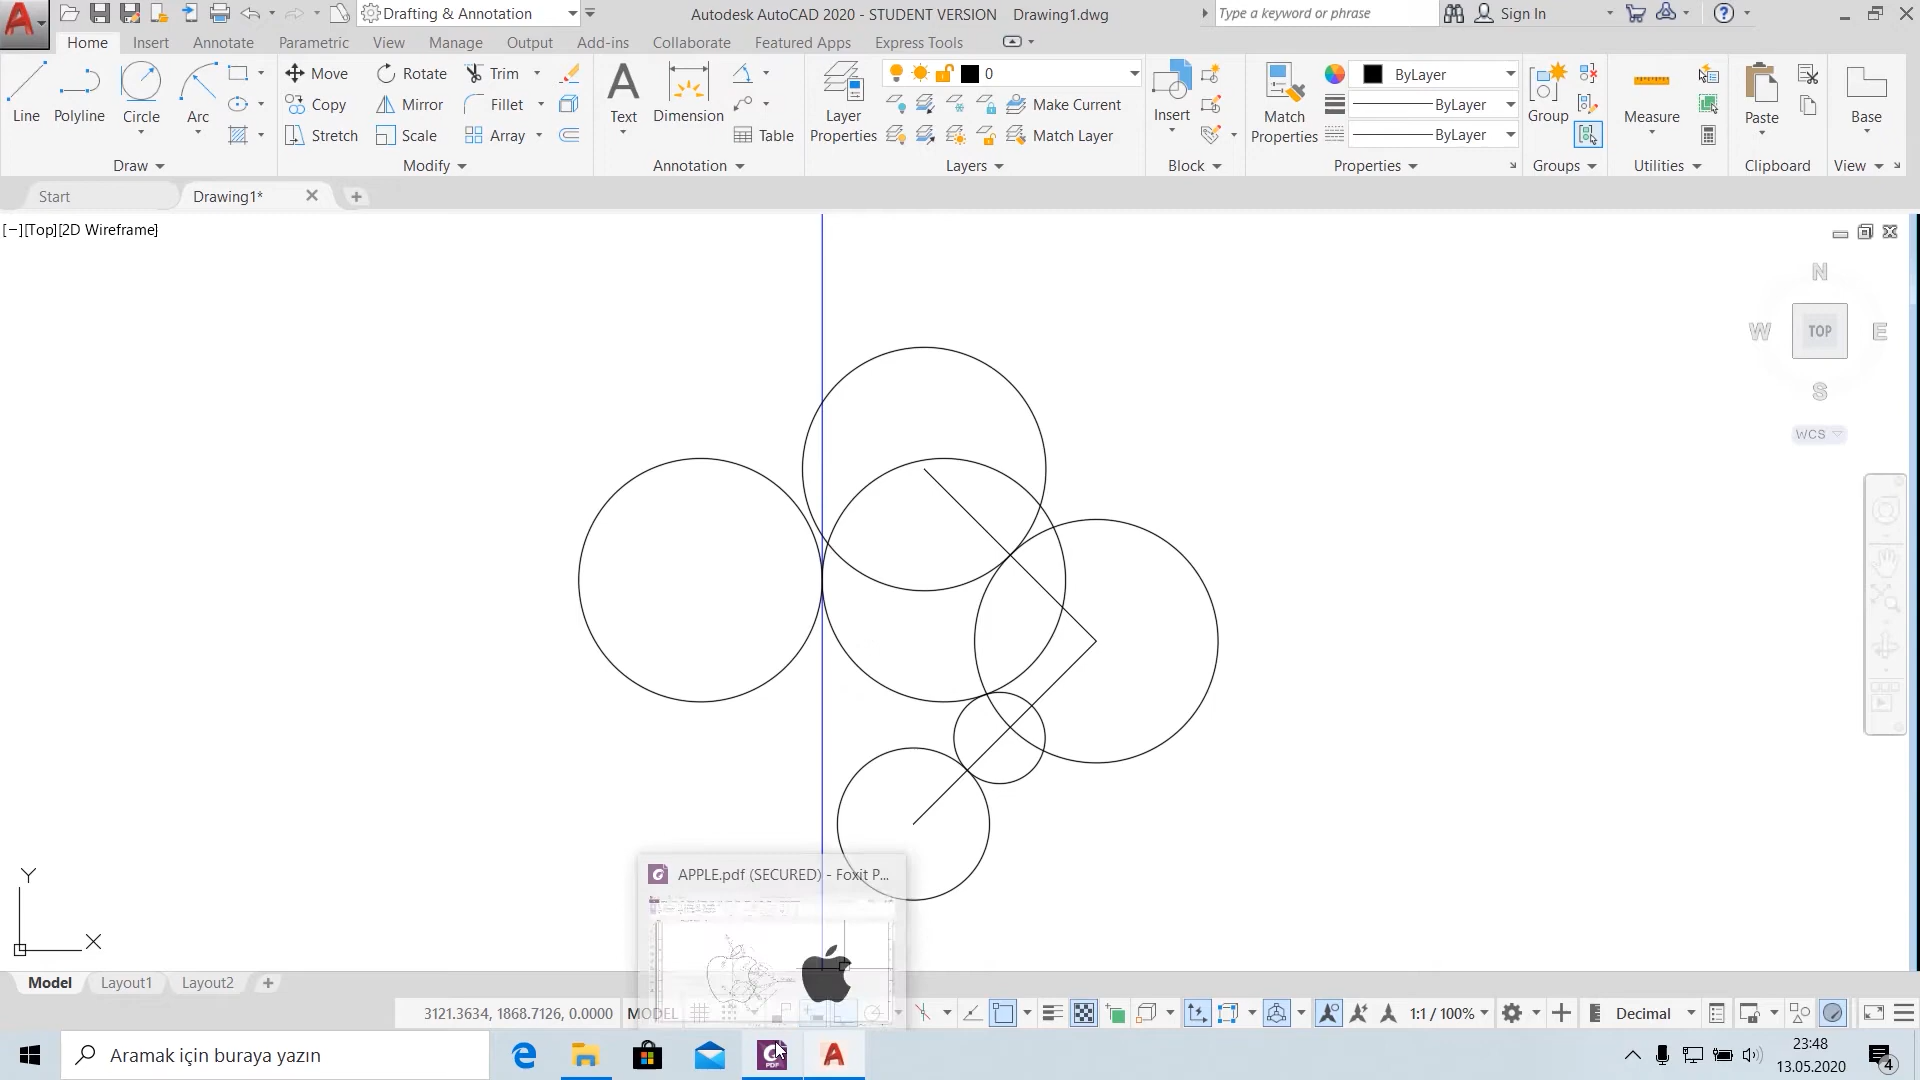 Drafting & Annotation
Autodesk AutoCAD 2020 - STUDENT VERSION Drawing1.dwg
Type a keyword or phrase
Sign In
Home Insert Annotate Parametric View Manage Output Add-ins Collaborate Featured Apps Express Tools
Line Polyline Circle Arc
Move Rotate Trim
Copy Mirror Fillet
Stretch Scale Array
Text Dimension
Table
Layer Properties
0
Make Current
Match Layer
Insert
Match Properties
ByLayer
ByLayer
ByLayer
Group
Measure
Paste
Base
Draw Modify Annotation Layers Block Properties Groups Utilities Clipboard View
Start Drawing1*
[−][Top][2D Wireframe]
N
W TOP E
S
WCS
APPLE.pdf (SECURED) - Foxit P...
Y
X
Model Layout1 Layout2
3121.3634, 1868.7126, 0.0000 MODEL
1:1 / 100%
Decimal
Aramak için buraya yazın
PDF
23:48
13.05.2020
4